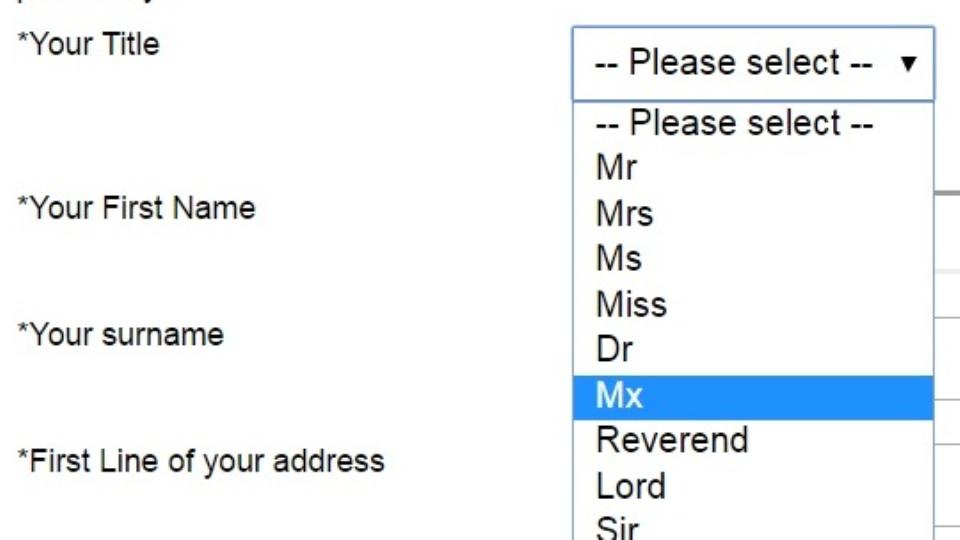 *Your Title
-- Please select -- ▼
-- Please select --
Mr
Mrs
Ms
Miss
Dr
Mx
Reverend
Lord
Sir
*Your First Name
*Your surname
*First Line of your address